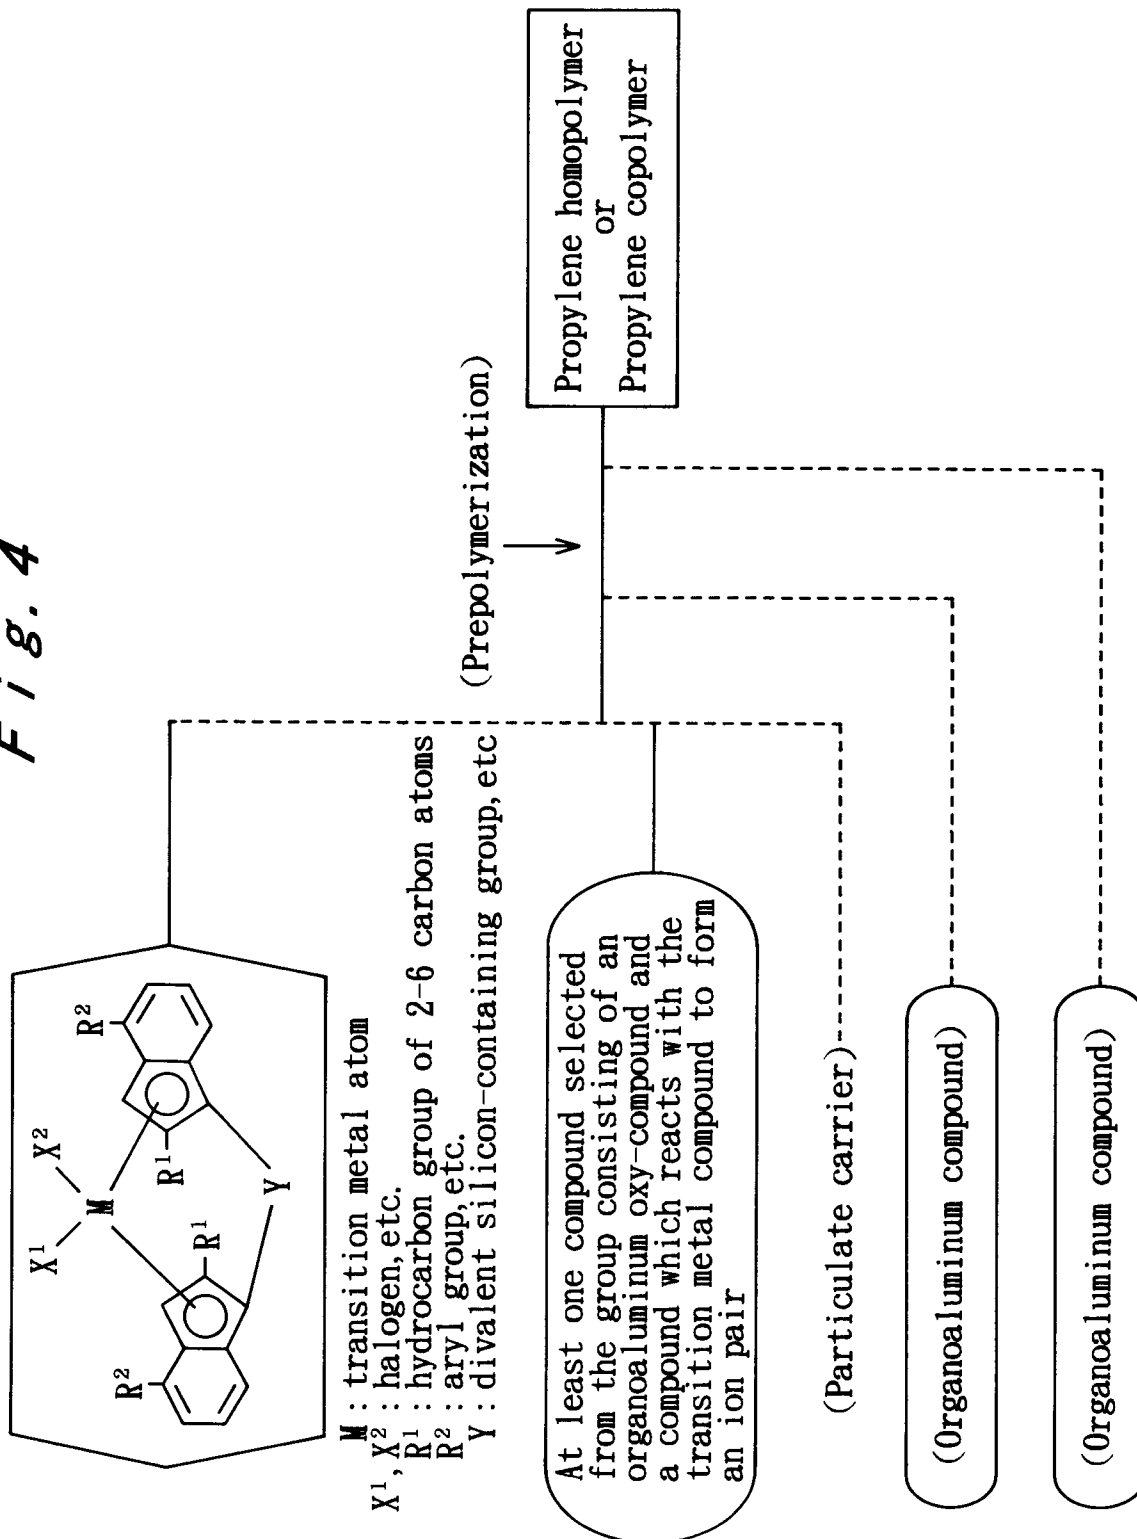 Fig. 4
X¹
X²
M
R²
R¹
R¹
R²
Y
M : transition metal atom
X¹, X² : halogen, etc.
R¹ : hydrocarbon group of 2-6 carbon atoms
R² : aryl group, etc.
Y : divalent silicon-containing group, etc
At least one compound selected
from the group consisting of an
organoaluminum oxy-compound and
a compound which reacts with the
transition metal compound to form
an ion pair
(Particulate carrier)
(Organoaluminum compound)
(Organoaluminum compound)
(Prepolymerization)
Propylene homopolymer
or
Propylene copolymer